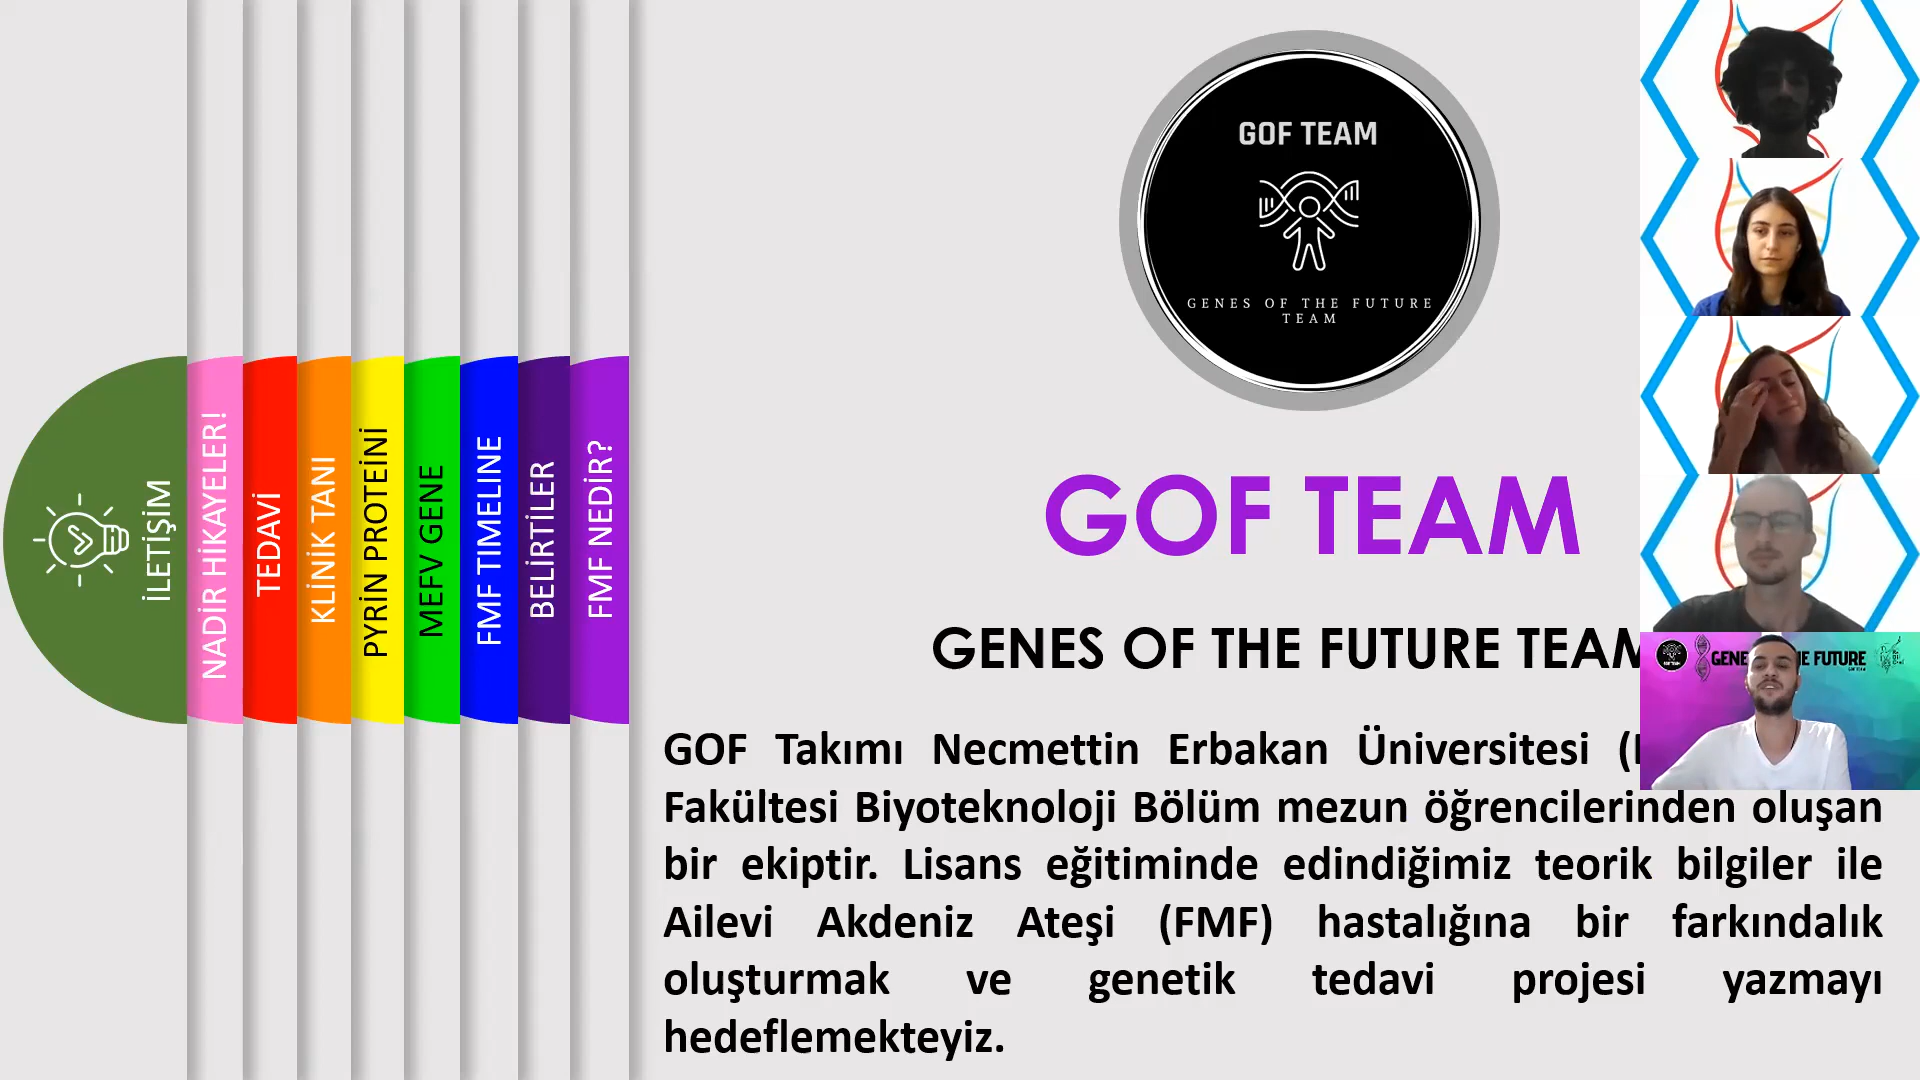 GOF TEAM
GENES OF THE FUTURE
TEAM
İLETİŞİM
NADİR HİKAYELER!
TEDAVİ
KLİNİK TANI
PYRİN PROTEİNİ
MEFV GENE
FMF TIMELINE
BELİRTİLER
FMF NEDİR?
GOF TEAM
GENES OF THE FUTURE TEAM
GOF Takımı Necmettin Erbakan Üniversitesi
Fakültesi Biyoteknoloji Bölüm mezun öğrencilerinden oluşan
bir ekiptir. Lisans eğitiminde edindiğimiz teorik bilgiler ile
Ailevi Akdeniz Ateşi (FMF) hastalığına bir farkındalık
oluşturmak ve genetik tedavi projesi yazmayı
hedeflemekteyiz.
FUTURE